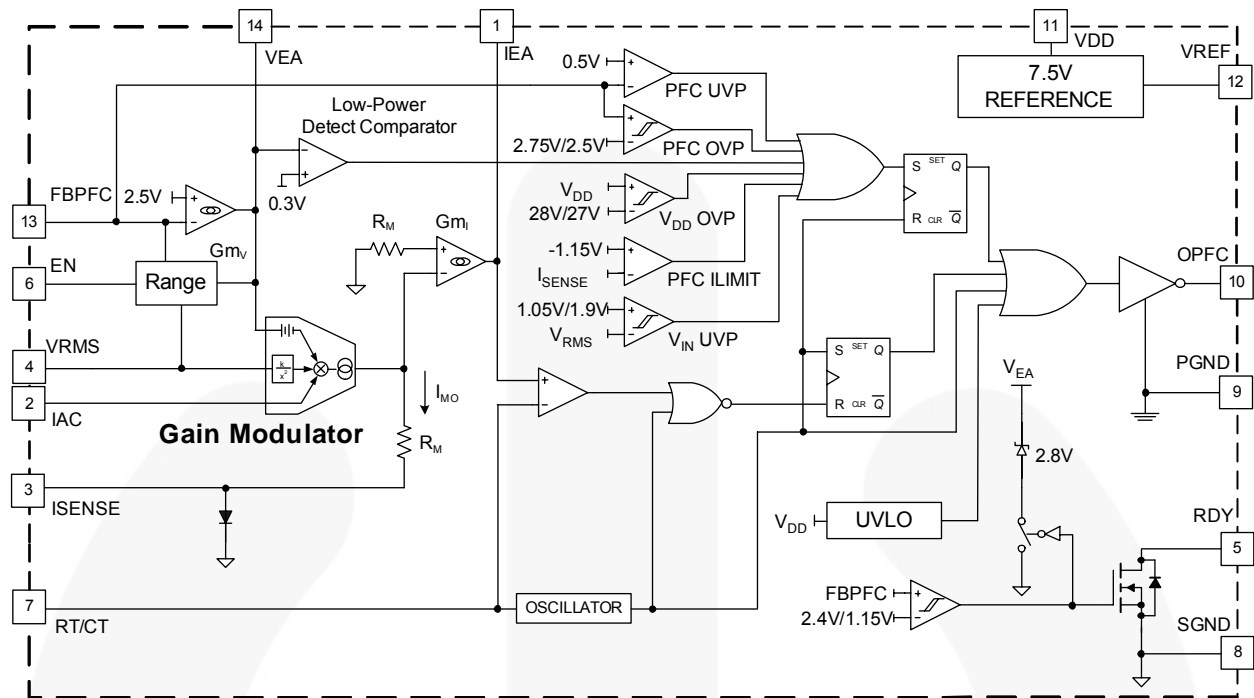 14
VEA
1
IEA
11
VDD
7.5V
REFERENCE
VREF
12
0.5V
PFC UVP
Low-Power
Detect Comparator
2.75V/2.5V
PFC OVP
0.3V
VDD
28V/27V
VDD OVP
S SET Q
R CLR Q
FBPFC
13
2.5V
GmV
RM
GmI
-1.15V
ISENSE
PFC ILIMIT
EN
6
Range
OPFC
10
1.05V/1.9V
VRMS
VIN UVP
VRMS
4
k
x²
IAC
2
Gain Modulator
IMO
RM
S SET Q
R CLR Q
VEA
PGND
9
2.8V
3
ISENSE
VDD
UVLO
RDY
5
7
RT/CT
OSCILLATOR
FBPFC
2.4V/1.15V
SGND
8